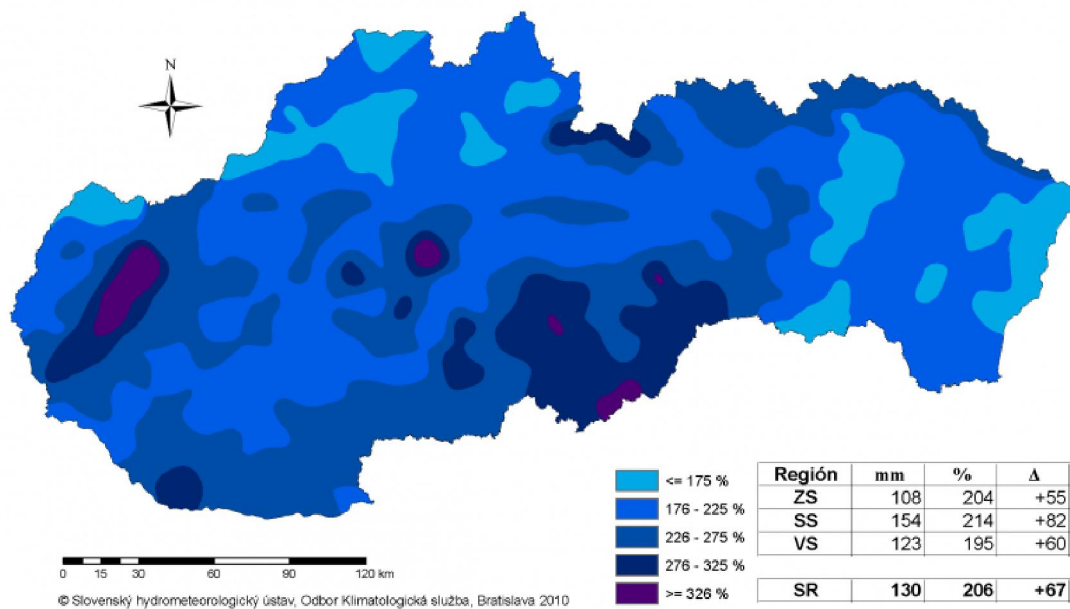 N
<= 175 %
176 - 225 %
226 - 275 %
276 - 325 %
>= 326 %
Región mm % Δ
ZS 108 204 +55
SS 154 214 +82
VS 123 195 +60
SR 130 206 +67
0 15 30 60 90 120 km
© Slovenský hydrometeorologický ústav, Odbor Klimatologická služba, Bratislava 2010